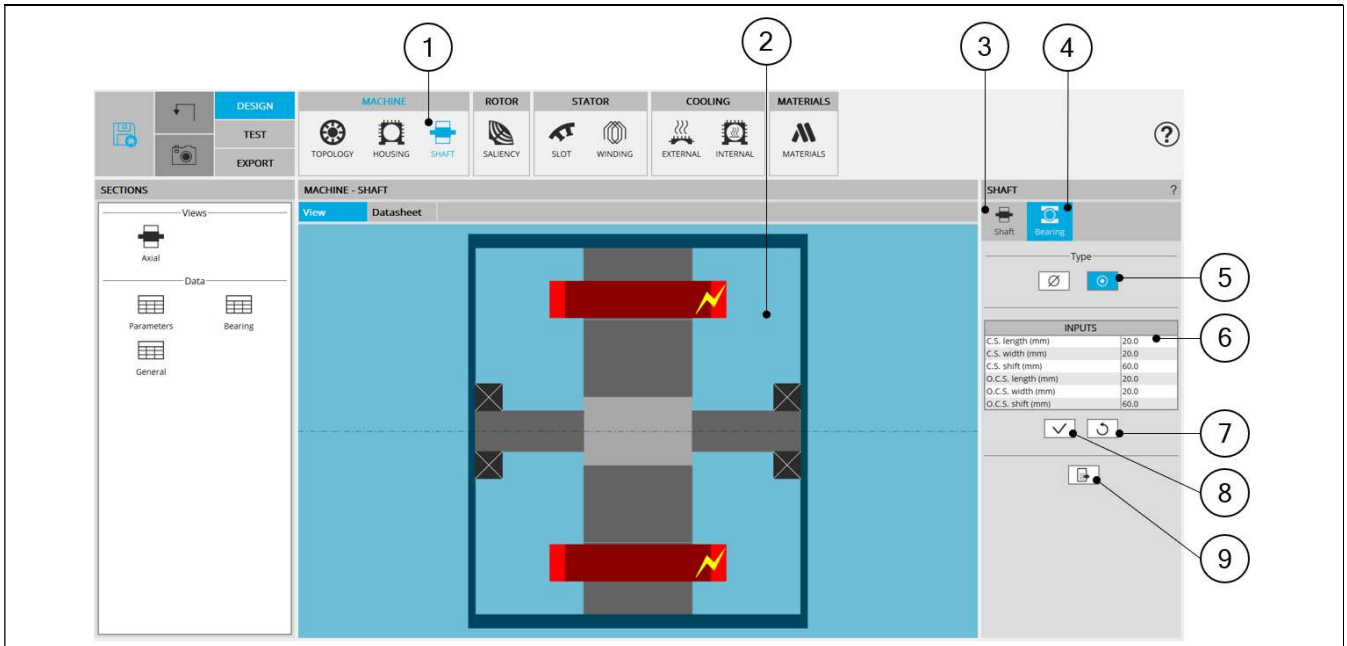 1
2
3
4
DESIGN
TEST
EXPORT
MACHINE
TOPOLOGY HOUSING SHAFT
ROTOR
SALIENCY
STATOR
SLOT WINDING
COOLING
EXTERNAL INTERNAL
MATERIALS
MATERIALS
?
SECTIONS
Views
Axial
Data
Parameters Bearing
General
MACHINE - SHAFT
View Datasheet
SHAFT ?
Shaft Bearing
Type
5
INPUTS
6
C.S. length (mm) 20.0
C.S. width (mm) 20.0
C.S. shift (mm) 60.0
O.C.S. length (mm) 20.0
O.C.S. width (mm) 20.0
O.C.S. shift (mm) 60.0
7
8
9